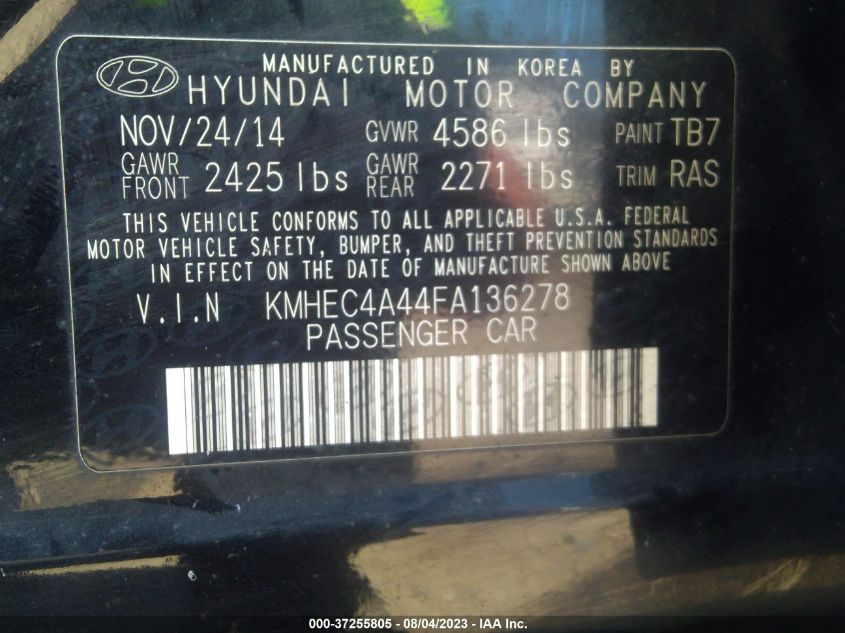 MANUFACTURED IN KOREA BY
HYUNDAI MOTOR COMPANY
NOV/24/14 GVWR 4586 lbs PAINT TB7
GAWR FRONT 2425 lbs GAWR REAR 2271 lbs TRIM RAS
THIS VEHICLE CONFORMS TO ALL APPLICABLE U.S.A. FEDERAL
MOTOR VEHICLE SAFETY, BUMPER, AND THEFT PREVENTION STANDARDS
IN EFFECT ON THE DATE OF MANUFACTURE SHOWN ABOVE
V.I.N KMHEC4A44FA136278
PASSENGER CAR
000-37255805 - 08/04/2023 - IAA Inc.